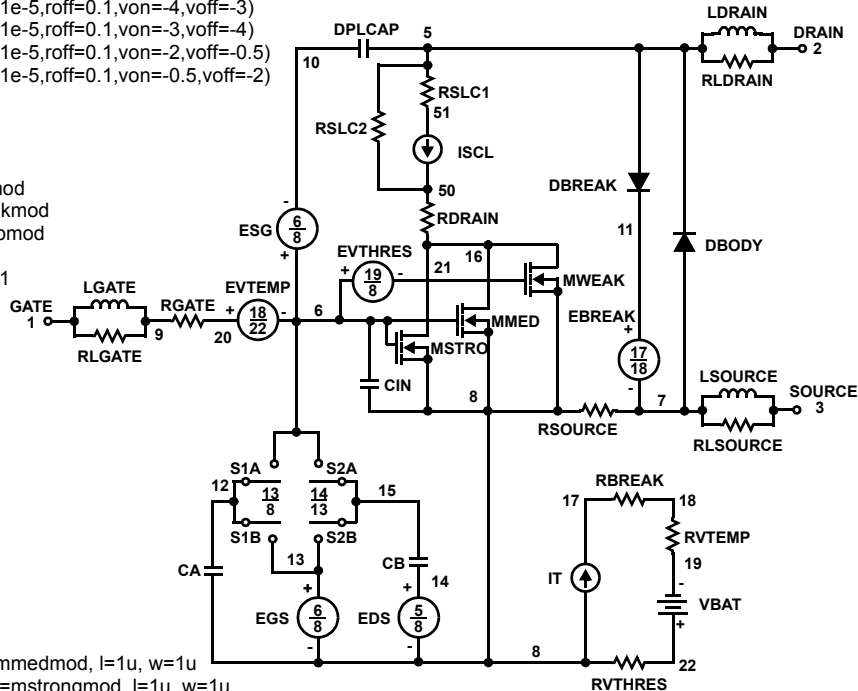 1e-5,roff=0.1,von=-4,voff=-3)
1e-5,roff=0.1,von=-3,voff=-4)
1e-5,roff=0.1,von=-2,voff=-0.5)
1e-5,roff=0.1,von=-0.5,voff=-2)
LDRAIN
DPLCAP
5
DRAIN
2
10
RLDRAIN
RSLC1
51
RSLC2
ISCL
50
DBREAK
kmod
RDRAIN
ESG
6
8
-
+
11
DBODY
EVTHRES
16
21
+
19
8
-
MWEAK
1
LGATE
EVTEMP
GATE
1
RGATE
+
18
22
-
6
EBREAK
+
MMED
9
20
MSTRO
17
18
-
RLGATE
LSOURCE
CIN
8
7
SOURCE
3
RSOURCE
RLSOURCE
S1A
S2A
12
13
8
14
13
15
RBREAK
17
18
S1B
S2B
RVTEMP
13
CB
19
CA
14
IT
-
+
+
VBAT
EGS
6
8
EDS
5
8
+
-
-
8
22
mmedmod, l=1u, w=1u
RVTHRES
=mstrongmod, l=1u, w=1u